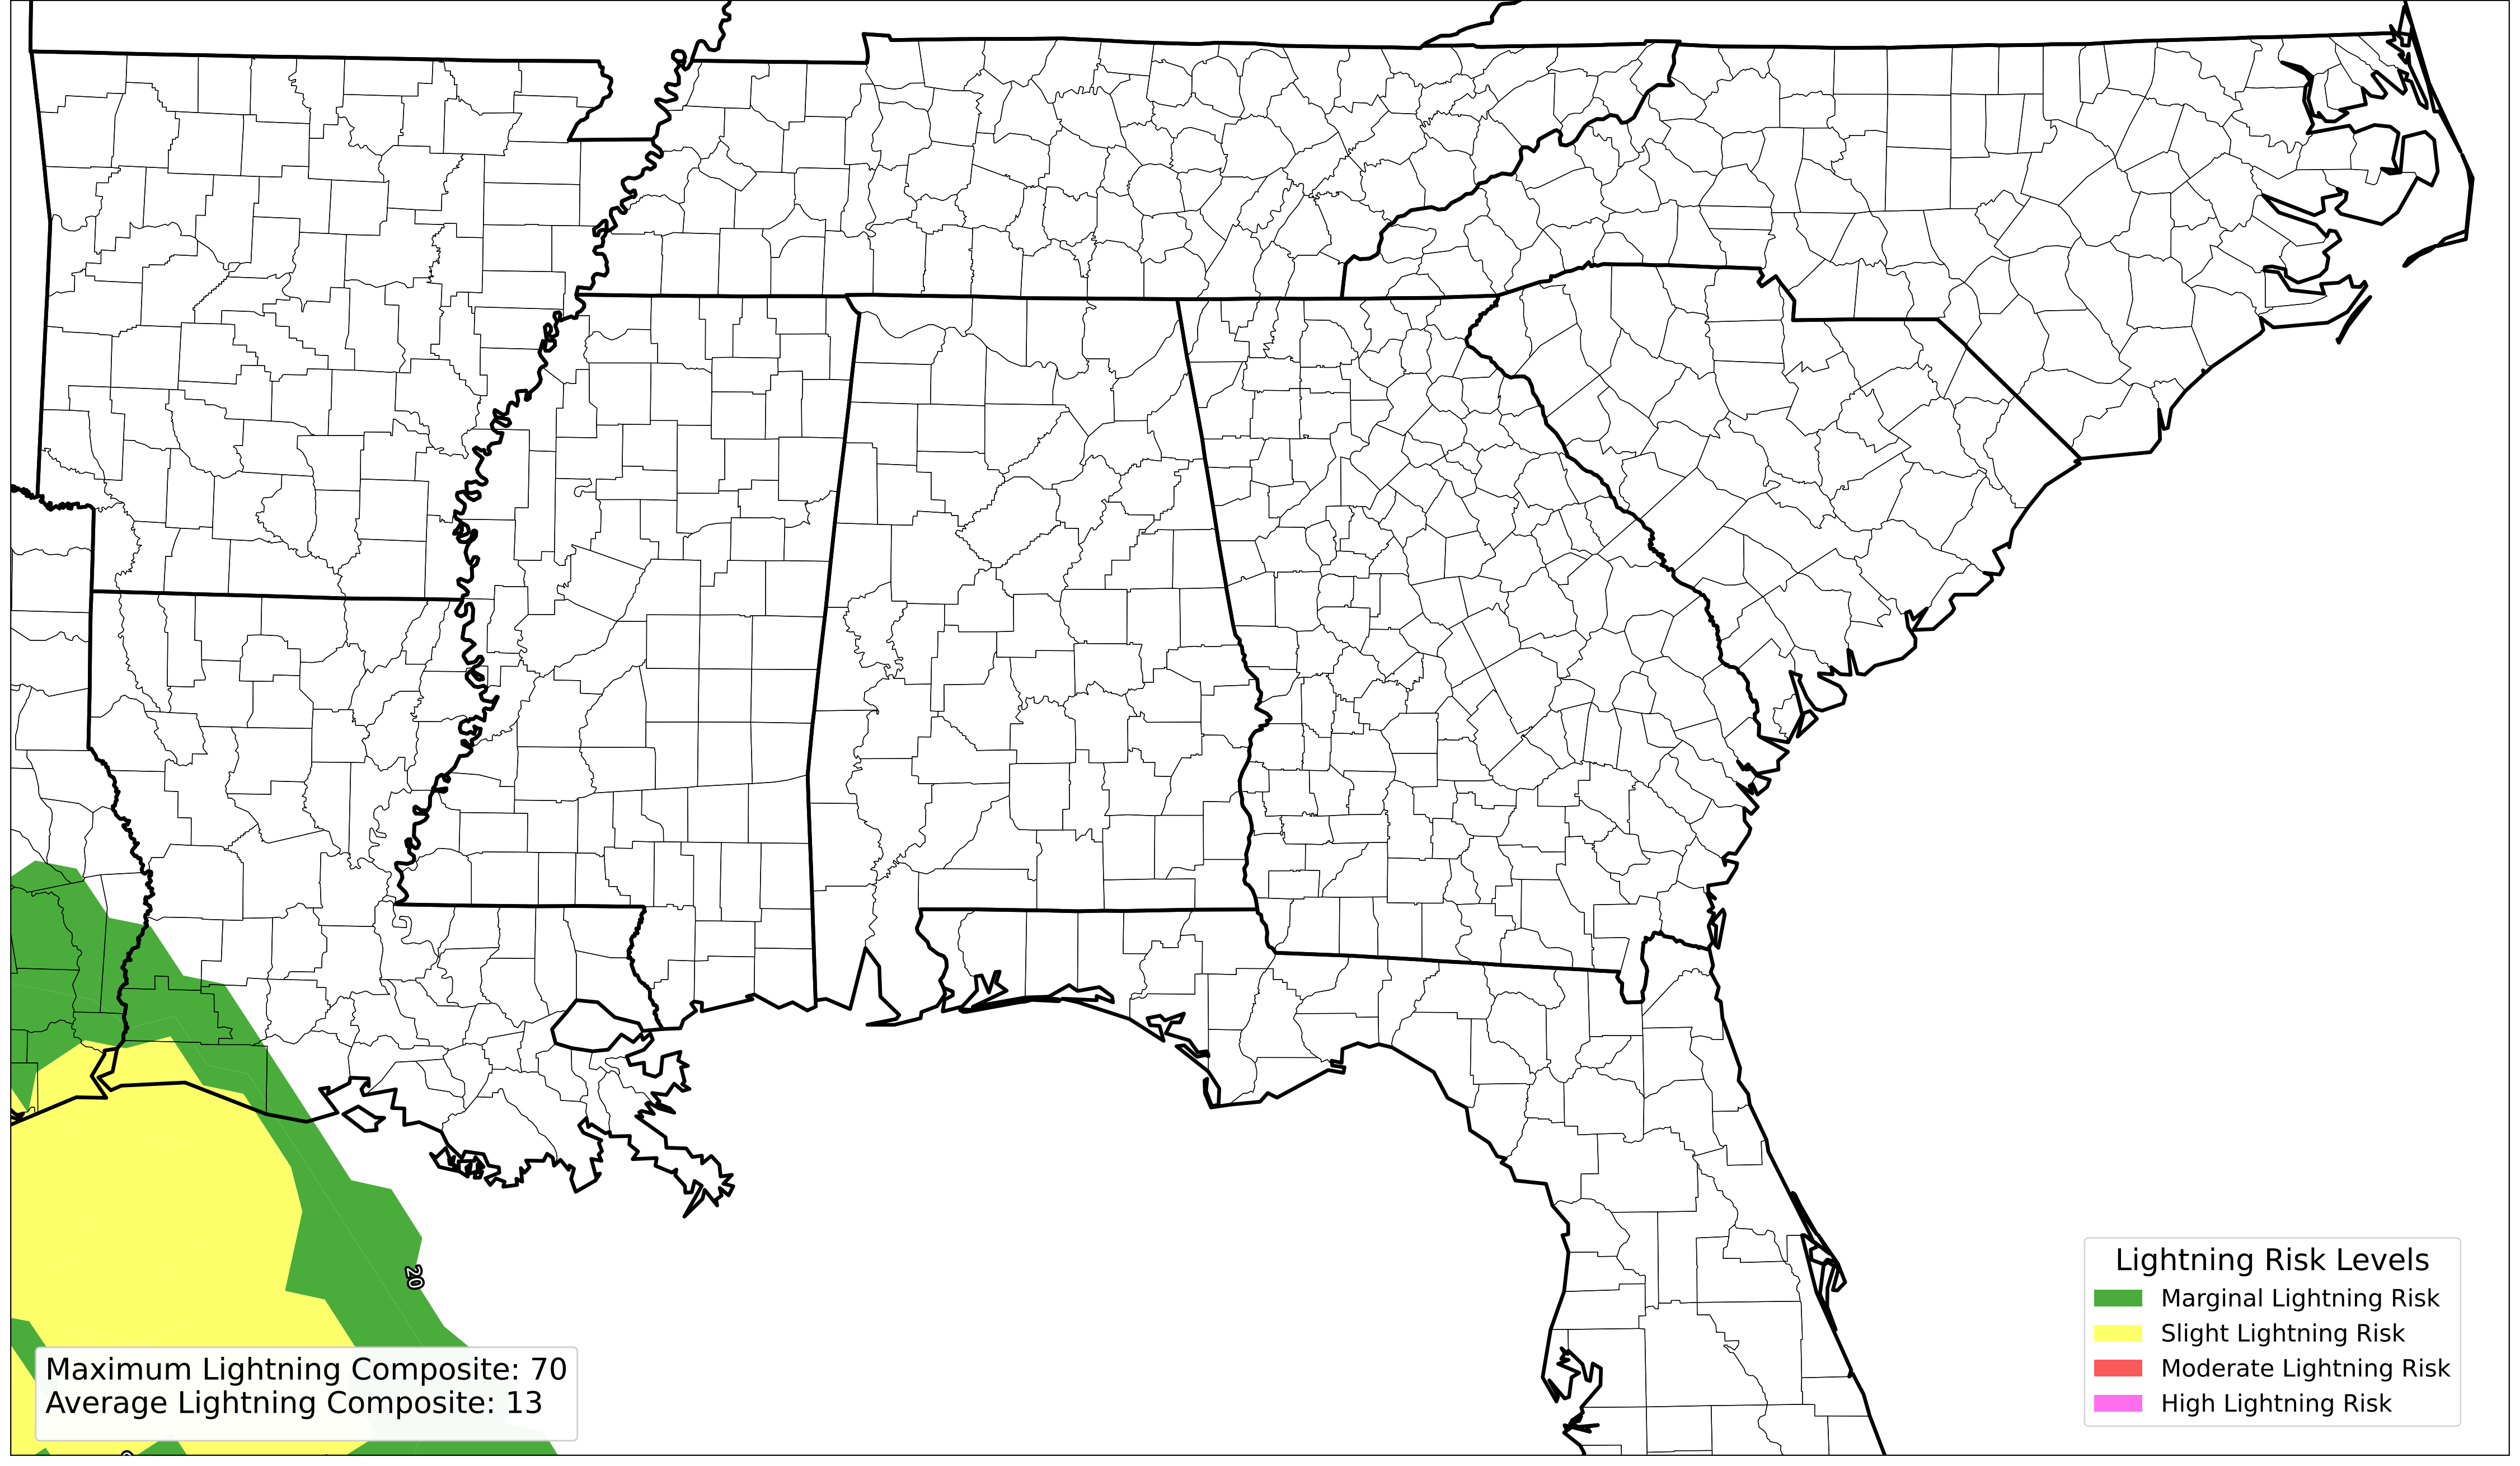 20
Lightning Risk Levels
Marginal Lightning Risk
Slight Lightning Risk
Moderate Lightning Risk
High Lightning Risk
Maximum Lightning Composite: 70
Average Lightning Composite: 13